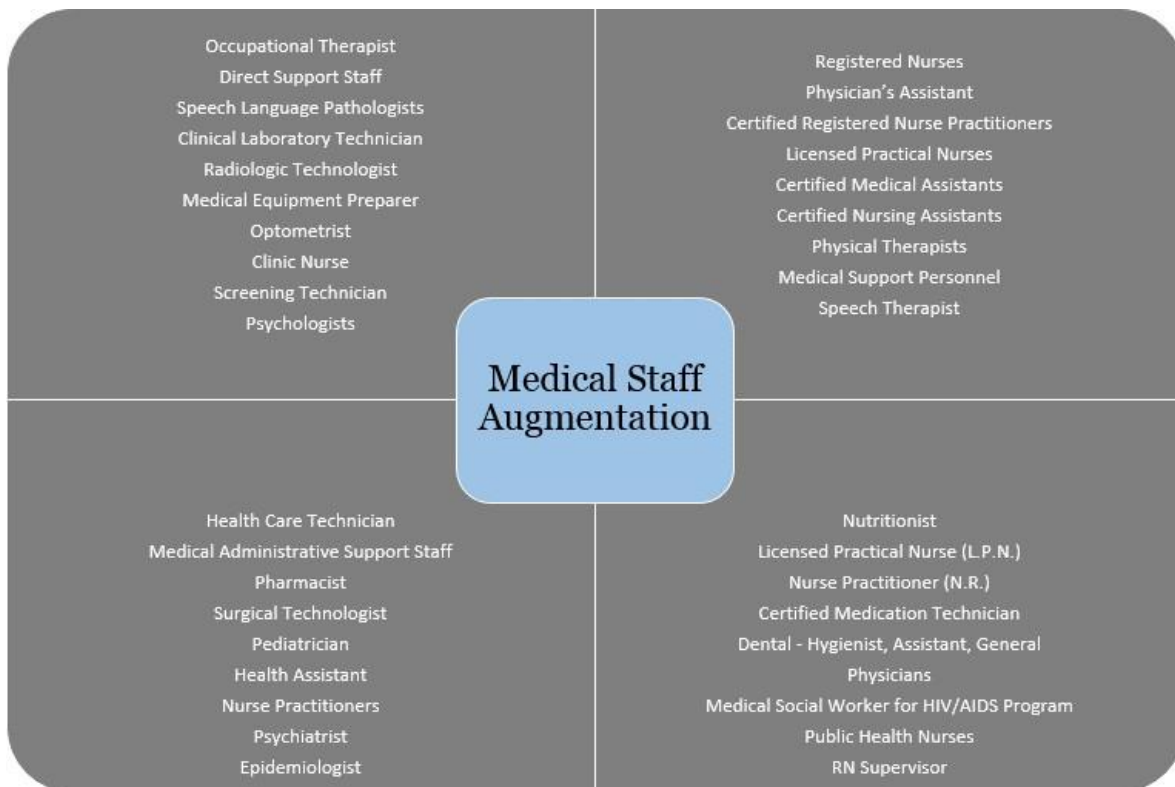 Occupational Therapist
Direct Support Staff
Speech Language Pathologists
Clinical Laboratory Technician
Radiologic Technologist
Medical Equipment Preparer
Optometrist
Clinic Nurse
Screening Technician
Psychologists
Registered Nurses
Physician's Assistant
Certified Registered Nurse Practitioners
Licensed Practical Nurses
Certified Medical Assistants
Certified Nursing Assistants
Physical Therapists
Medical Support Personnel
Speech Therapist
Medical Staff
Augmentation
Health Care Technician
Medical Administrative Support Staff
Pharmacist
Surgical Technologist
Pediatrician
Health Assistant
Nurse Practitioners
Psychiatrist
Epidemiologist
Nutritionist
Licensed Practical Nurse (L.P.N.)
Nurse Practitioner (N.R.)
Certified Medication Technician
Dental - Hygienist, Assistant, General
Physicians
Medical Social Worker for HIV/AIDS Program
Public Health Nurses
RN Supervisor